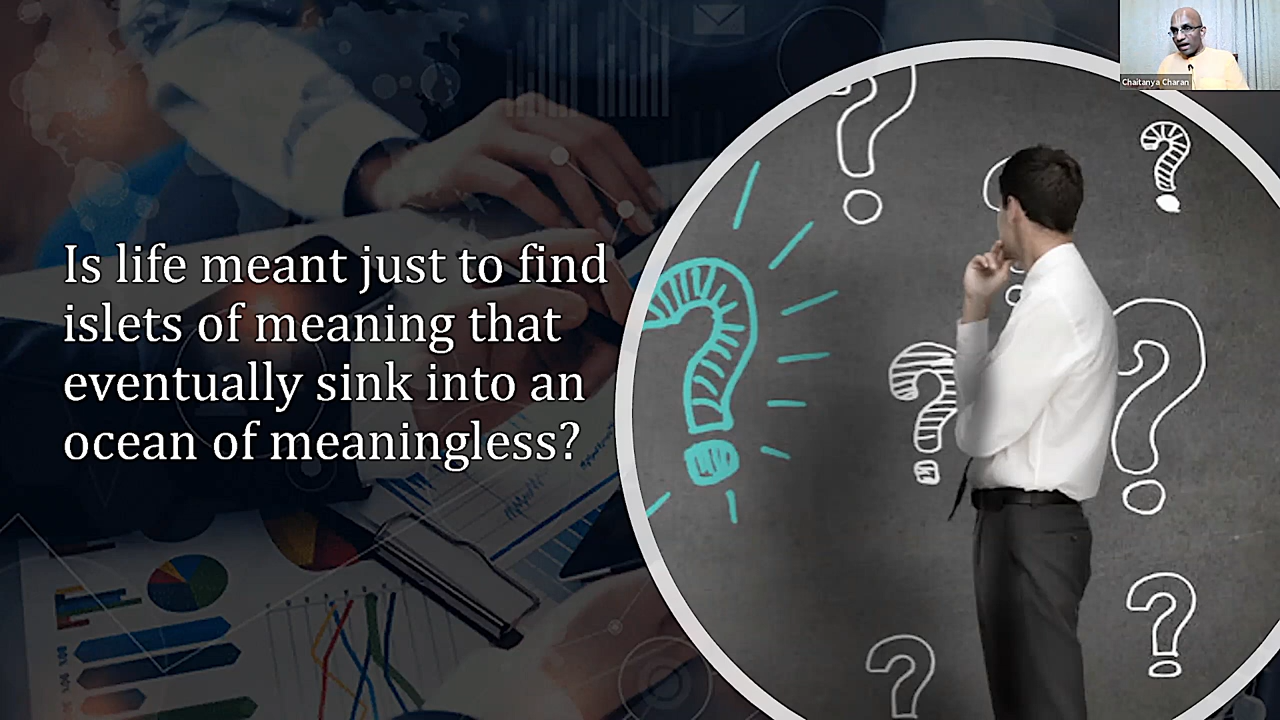 Chaitanya Charan
Is life meant just to find
islets of meaning that
eventually sink into an
ocean of meaningless?